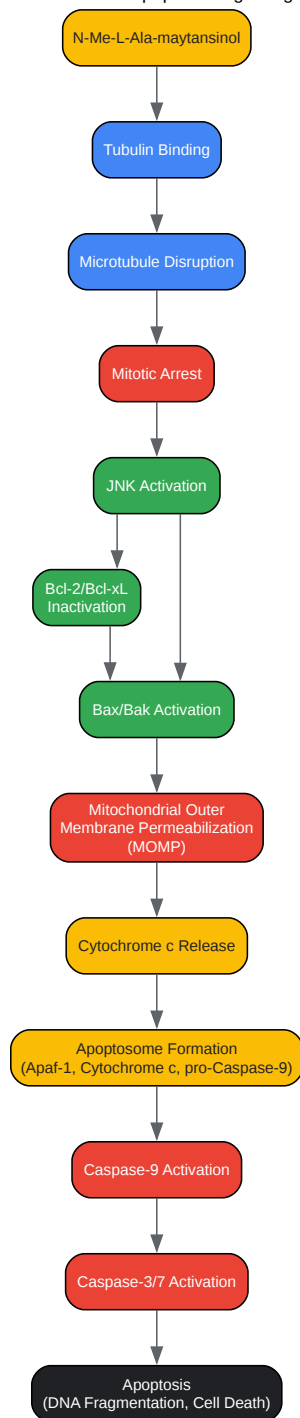 N-Me-L-Ala-maytansinol
Tubulin Binding
Microtubule Disruption
Mitotic Arrest
JNK Activation
Bcl-2/Bcl-xL
Inactivation
Bax/Bak Activation
Mitochondrial Outer
Membrane Permeabilization
(MOMP)
Cytochrome c Release
Apoptosome Formation
(Apaf-1, Cytochrome c, pro-Caspase-9)
Caspase-9 Activation
Caspase-3/7 Activation
Apoptosis
(DNA Fragmentation, Cell Death)